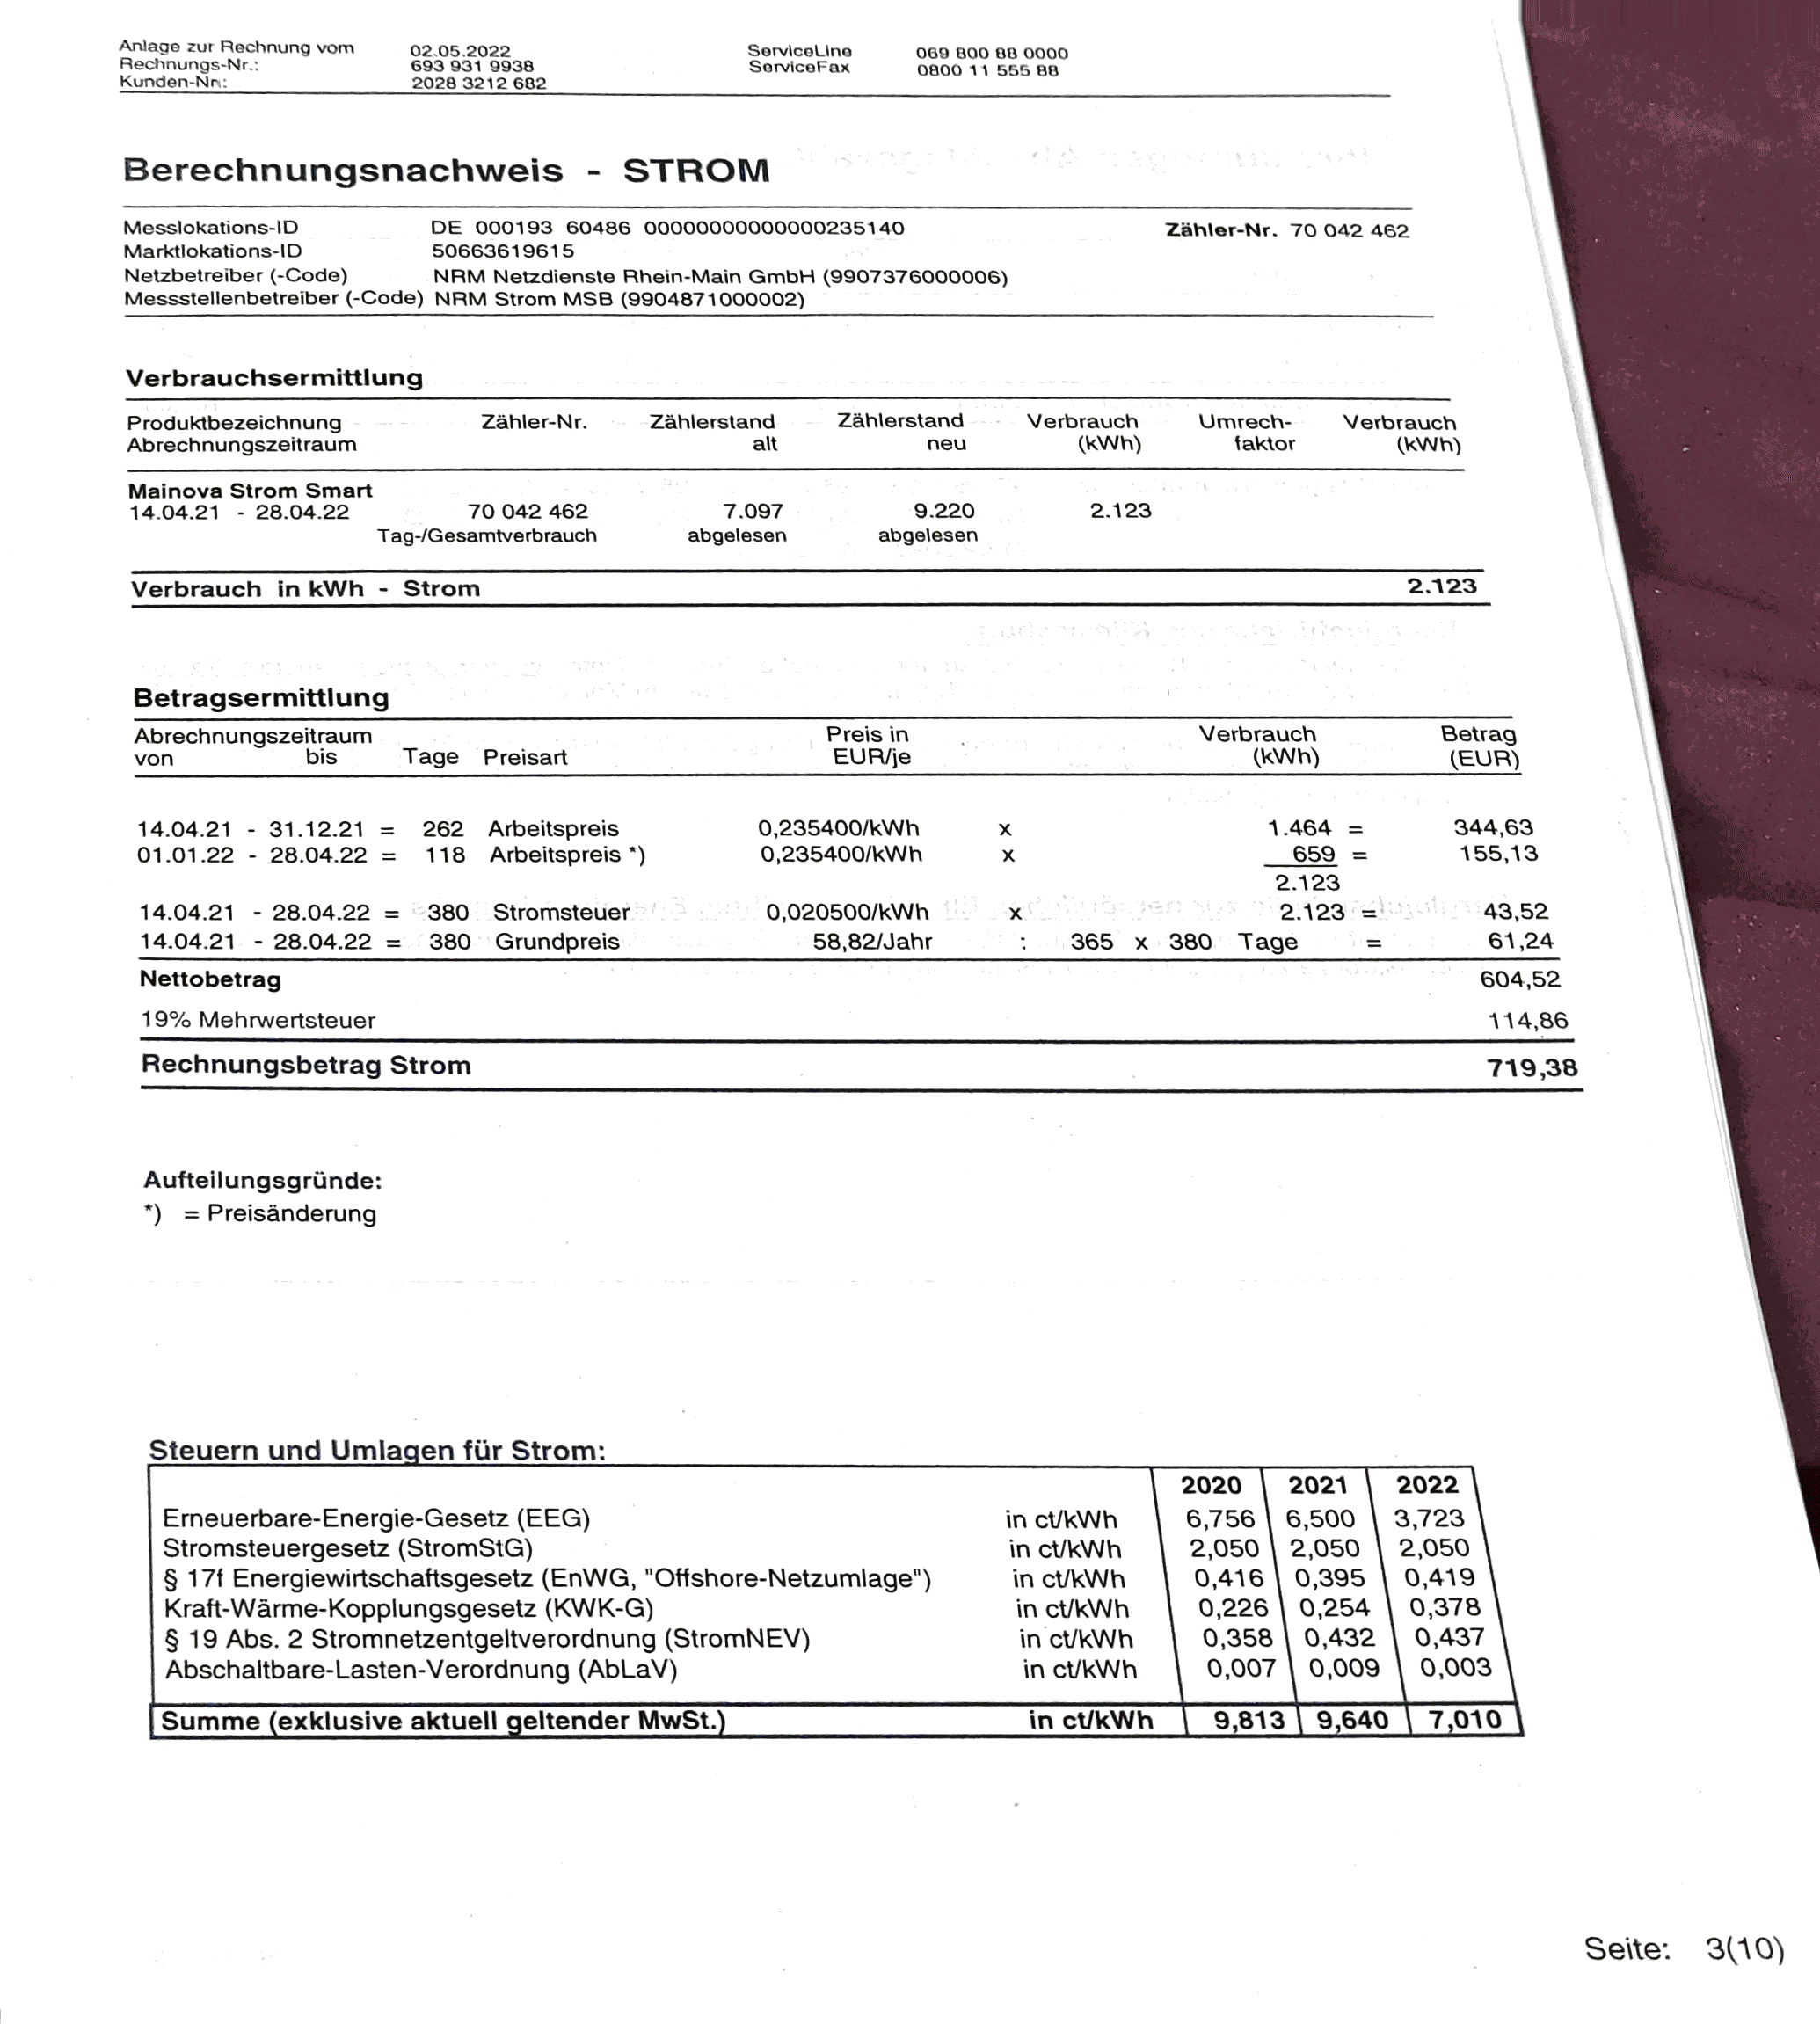 Anlage zur Rechnung vom 02.05.2022 ServiceLine 069 800 88 0000
Rechnungs-Nr.: 693 931 9938 ServiceFax 0800 11 555 88
Kunden-Nr.: 2028 3212 682
Berechnungsnachweis - STROM
Messlokations-ID DE 000193 60486 00000000000000235140 Zähler-Nr. 70 042 462
Marktlokations-ID 50663619615
Netzbetreiber (-Code) NRM Netzdienste Rhein-Main GmbH (9907376000006)
Messstellenbetreiber (-Code) NRM Strom MSB (9904871000002)
Verbrauchsermittlung
Produktbezeichnung Zähler-Nr. Zählerstand Zählerstand Verbrauch Umrech- Verbrauch
Abrechnungszeitraum alt neu (kWh) faktor (kWh)
Mainova Strom Smart
14.04.21 - 28.04.22 70 042 462 7.097 9.220 2.123
Tag-/Gesamtverbrauch abgelesen abgelesen
Verbrauch in kWh - Strom 2.123
Betragsermittlung
Abrechnungszeitraum Preis in Verbrauch Betrag
von bis Tage Preisart EUR/je (kWh) (EUR)
14.04.21 - 31.12.21 = 262 Arbeitspreis 0,235400/kWh x 1.464 = 344,63
01.01.22 - 28.04.22 = 118 Arbeitspreis *) 0,235400/kWh x 659 = 155,13
2.123
14.04.21 - 28.04.22 = 380 Stromsteuer 0,020500/kWh x 2.123 = 43,52
14.04.21 - 28.04.22 = 380 Grundpreis 58,82/Jahr : 365 x 380 Tage = 61,24
Nettobetrag 604,52
19% Mehrwertsteuer 114,86
Rechnungsbetrag Strom 719,38
Aufteilungsgründe:
*) = Preisänderung
Steuern und Umlagen für Strom:
2020 2021 2022
Erneuerbare-Energie-Gesetz (EEG) in ct/kWh 6,756 6,500 3,723
Stromsteuergesetz (StromStG) in ct/kWh 2,050 2,050 2,050
§ 17f Energiewirtschaftsgesetz (EnWG, "Offshore-Netzumlage") in ct/kWh 0,416 0,395 0,419
Kraft-Wärme-Kopplungsgesetz (KWK-G) in ct/kWh 0,226 0,254 0,378
§ 19 Abs. 2 Stromnetzentgeltverordnung (StromNEV) in ct/kWh 0,358 0,432 0,437
Abschaltbare-Lasten-Verordnung (AbLaV) in ct/kWh 0,007 0,009 0,003
Summe (exklusive aktuell geltender MwSt.) in ct/kWh 9,813 9,640 7,010
Seite: 3(10)